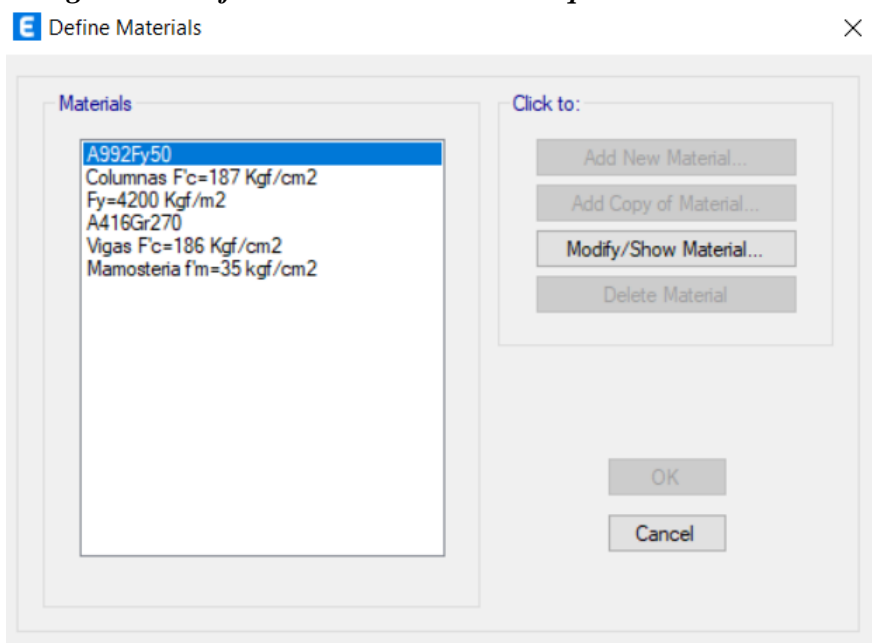 E Define Materials
Materials
A992Fy50
Columnas F'c=187 Kgf/cm2
Fy=4200 Kgf/m2
A416Gr270
Vigas F'c=186 Kgf/cm2
Mamosteria f'm=35 kgf/cm2
Click to:
Add New Material...
Add Copy of Material...
Modify/Show Material...
Delete Material
OK
Cancel